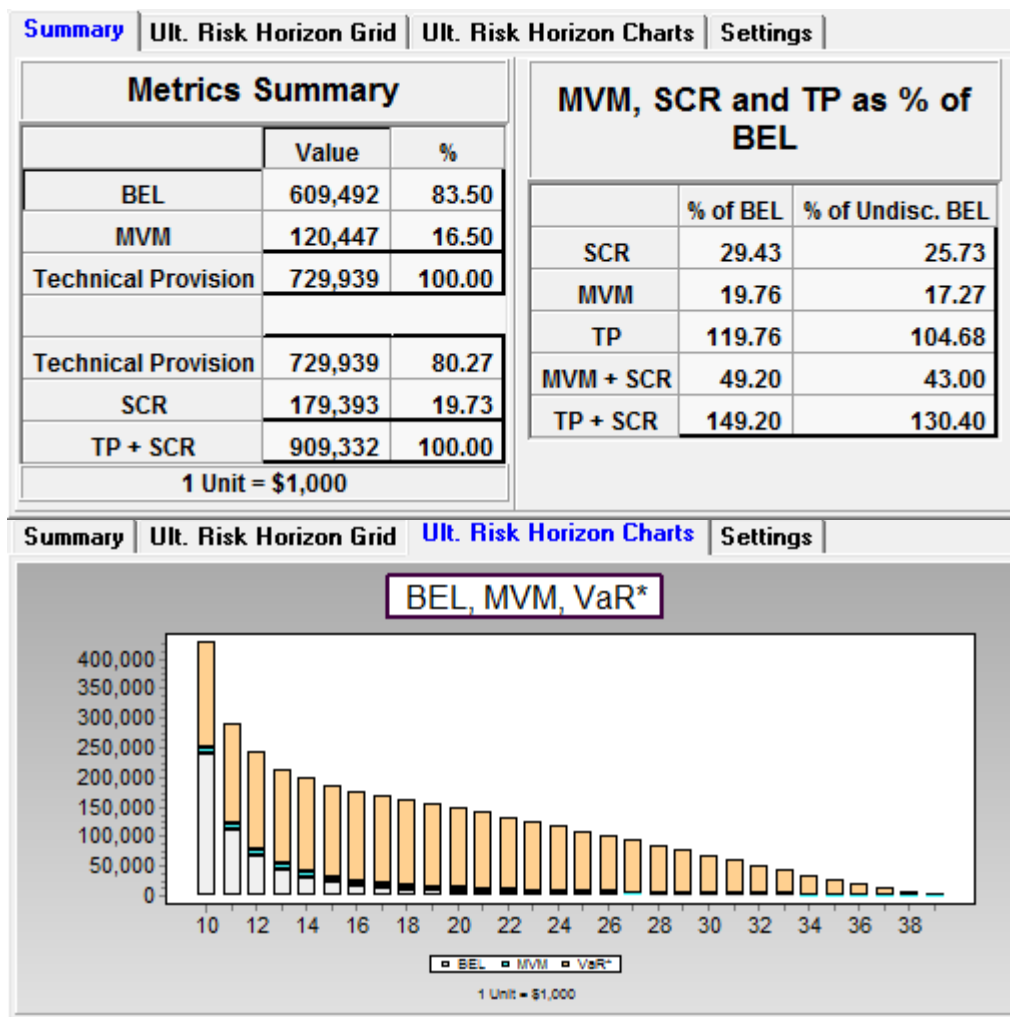 Summary Ult. Risk Horizon Grid Ult. Risk Horizon Charts Settings
Metrics Summary
Value %
BEL 609,492 83.50
MVM 120,447 16.50
Technical Provision 729,939 100.00
Technical Provision 729,939 80.27
SCR 179,393 19.73
TP + SCR 909,332 100.00
1 Unit = $1,000
MVM, SCR and TP as % of
BEL
% of BEL % of Undisc. BEL
SCR 29.43 25.73
MVM 19.76 17.27
TP 119.76 104.68
MVM + SCR 49.20 43.00
TP + SCR 149.20 130.40
Summary Ult. Risk Horizon Grid Ult. Risk Horizon Charts Settings
BEL, MVM, VaR*
400,000
350,000
300,000
250,000
200,000
150,000
100,000
50,000
0
10 12 14 16 18 20 22 24 26 28 30 32 34 36 38
BEL MVM VaR*
1 Unit = $1,000